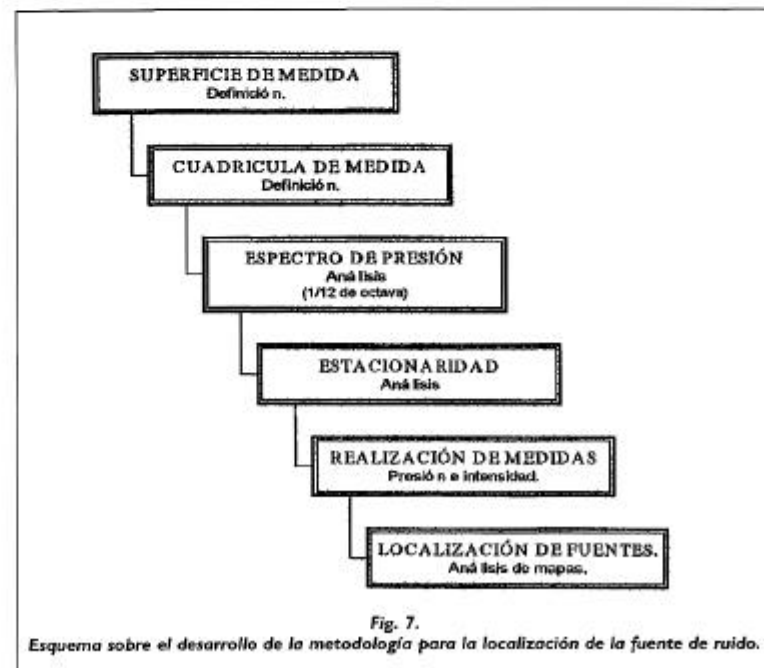 SUPERFICIE DE MEDIDA
Definición.
CUADRICULA DE MEDIDA
Definición.
ESPECTRO DE PRESIÓN
Análisis
(1/12 de octava)
ESTACIONARIDAD
Análisis
REALIZACIÓN DE MEDIDAS
Presión e intensidad.
LOCALIZACIÓN DE FUENTES.
Análisis de mapas.
Fig. 7.
Esquema sobre el desarrollo de la metodología para la localización de la fuente de ruido.